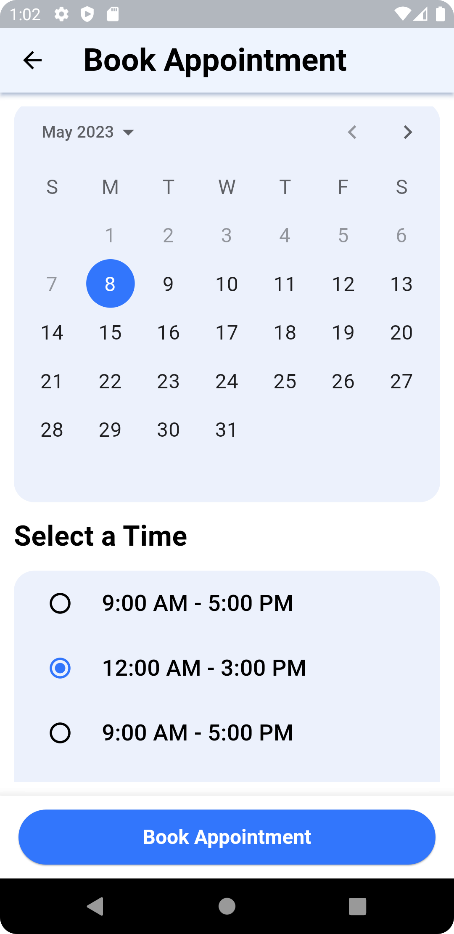 1:02
Book Appointment
May 2023
S M T W T F S
1 2 3 4 5 6
7 8 9 10 11 12 13
14 15 16 17 18 19 20
21 22 23 24 25 26 27
28 29 30 31
Select a Time
9:00 AM - 5:00 PM
12:00 AM - 3:00 PM
9:00 AM - 5:00 PM
Book Appointment